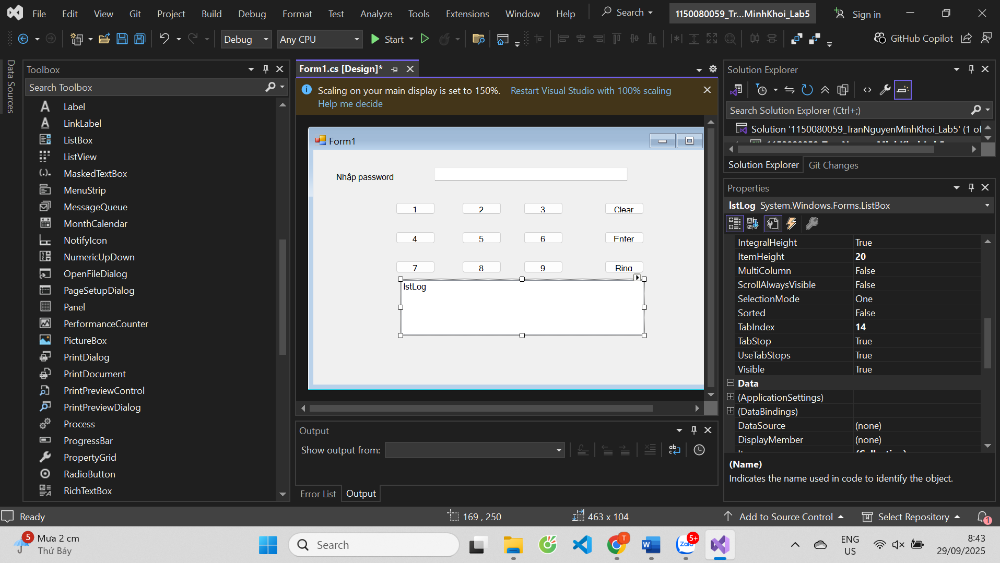 File Edit View Git Project Build Debug Format Test Analyze Tools Extensions Window Help Search 1150080059_Tr...MinhKhoi_Lab5 Sign in
Debug Any CPU Start GitHub Copilot
Data Sources
Toolbox
Search Toolbox
Label
LinkLabel
ListBox
ListView
MaskedTextBox
MenuStrip
MessageQueue
MonthCalendar
NotifyIcon
NumericUpDown
OpenFileDialog
PageSetupDialog
Panel
PerformanceCounter
PictureBox
PrintDialog
PrintDocument
PrintPreviewControl
PrintPreviewDialog
Process
ProgressBar
PropertyGrid
RadioButton
RichTextBox
Form1.cs [Design]*
Scaling on your main display is set to 150%. Restart Visual Studio with 100% scaling
Help me decide
Form1
Nhập password
1 2 3 Clear
4 5 6 Enter
7 8 9 Ring
lstLog
Output
Show output from:
Error List Output
Solution Explorer
Search Solution Explorer (Ctrl+;)
Solution '1150080059_TranNguyenMinhKhoi_Lab5' (1 of
Solution Explorer Git Changes
Properties
lstLog System.Windows.Forms.ListBox
IntegralHeight True
ItemHeight 20
MultiColumn False
ScrollAlwaysVisible False
SelectionMode One
Sorted False
TabIndex 14
TabStop True
UseTabStops True
Visible True
Data
(ApplicationSettings)
(DataBindings)
DataSource (none)
DisplayMember (none)
(Name)
Indicates the name used in code to identify the object.
Ready 169 , 250 463 x 104 Add to Source Control Select Repository 1
5 Mưa 2 cm
Thứ Bảy
Search
T
W
Zalo 5+
ENG
US
8:43
29/09/2025